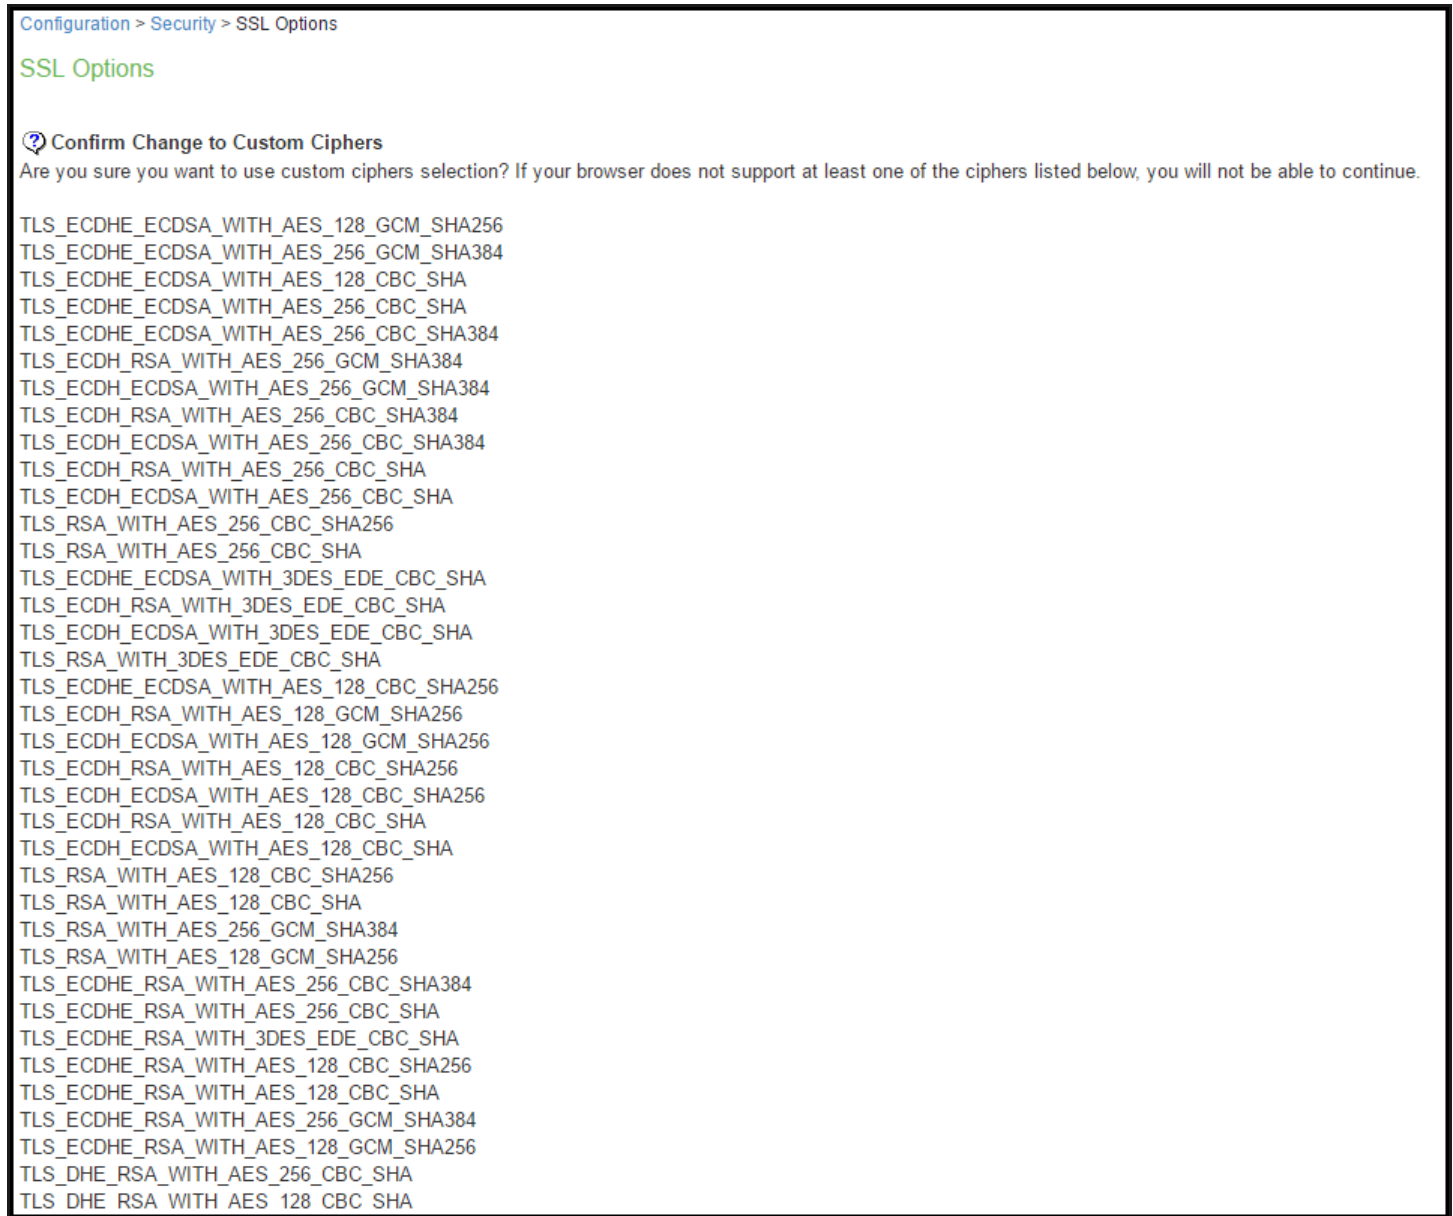 Configuration > Security > SSL Options
SSL Options
Confirm Change to Custom Ciphers
Are you sure you want to use custom ciphers selection? If your browser does not support at least one of the ciphers listed below, you will not be able to continue.
TLS_ECDHE_ECDSA_WITH_AES_128_GCM_SHA256
TLS_ECDHE_ECDSA_WITH_AES_256_GCM_SHA384
TLS_ECDHE_ECDSA_WITH_AES_128_CBC_SHA
TLS_ECDHE_ECDSA_WITH_AES_256_CBC_SHA
TLS_ECDHE_ECDSA_WITH_AES_256_CBC_SHA384
TLS_ECDH_RSA_WITH_AES_256_GCM_SHA384
TLS_ECDH_ECDSA_WITH_AES_256_GCM_SHA384
TLS_ECDH_RSA_WITH_AES_256_CBC_SHA384
TLS_ECDH_ECDSA_WITH_AES_256_CBC_SHA384
TLS_ECDH_RSA_WITH_AES_256_CBC_SHA
TLS_ECDH_ECDSA_WITH_AES_256_CBC_SHA
TLS_RSA_WITH_AES_256_CBC_SHA256
TLS_RSA_WITH_AES_256_CBC_SHA
TLS_ECDHE_ECDSA_WITH_3DES_EDE_CBC_SHA
TLS_ECDH_RSA_WITH_3DES_EDE_CBC_SHA
TLS_ECDH_ECDSA_WITH_3DES_EDE_CBC_SHA
TLS_RSA_WITH_3DES_EDE_CBC_SHA
TLS_ECDHE_ECDSA_WITH_AES_128_CBC_SHA256
TLS_ECDH_RSA_WITH_AES_128_GCM_SHA256
TLS_ECDH_ECDSA_WITH_AES_128_GCM_SHA256
TLS_ECDH_RSA_WITH_AES_128_CBC_SHA256
TLS_ECDH_ECDSA_WITH_AES_128_CBC_SHA256
TLS_ECDH_RSA_WITH_AES_128_CBC_SHA
TLS_ECDH_ECDSA_WITH_AES_128_CBC_SHA
TLS_RSA_WITH_AES_128_CBC_SHA256
TLS_RSA_WITH_AES_128_CBC_SHA
TLS_RSA_WITH_AES_256_GCM_SHA384
TLS_RSA_WITH_AES_128_GCM_SHA256
TLS_ECDHE_RSA_WITH_AES_256_CBC_SHA384
TLS_ECDHE_RSA_WITH_AES_256_CBC_SHA
TLS_ECDHE_RSA_WITH_3DES_EDE_CBC_SHA
TLS_ECDHE_RSA_WITH_AES_128_CBC_SHA256
TLS_ECDHE_RSA_WITH_AES_128_CBC_SHA
TLS_ECDHE_RSA_WITH_AES_256_GCM_SHA384
TLS_ECDHE_RSA_WITH_AES_128_GCM_SHA256
TLS_DHE_RSA_WITH_AES_256_CBC_SHA
TLS_DHE_RSA_WITH_AES_128_CBC_SHA